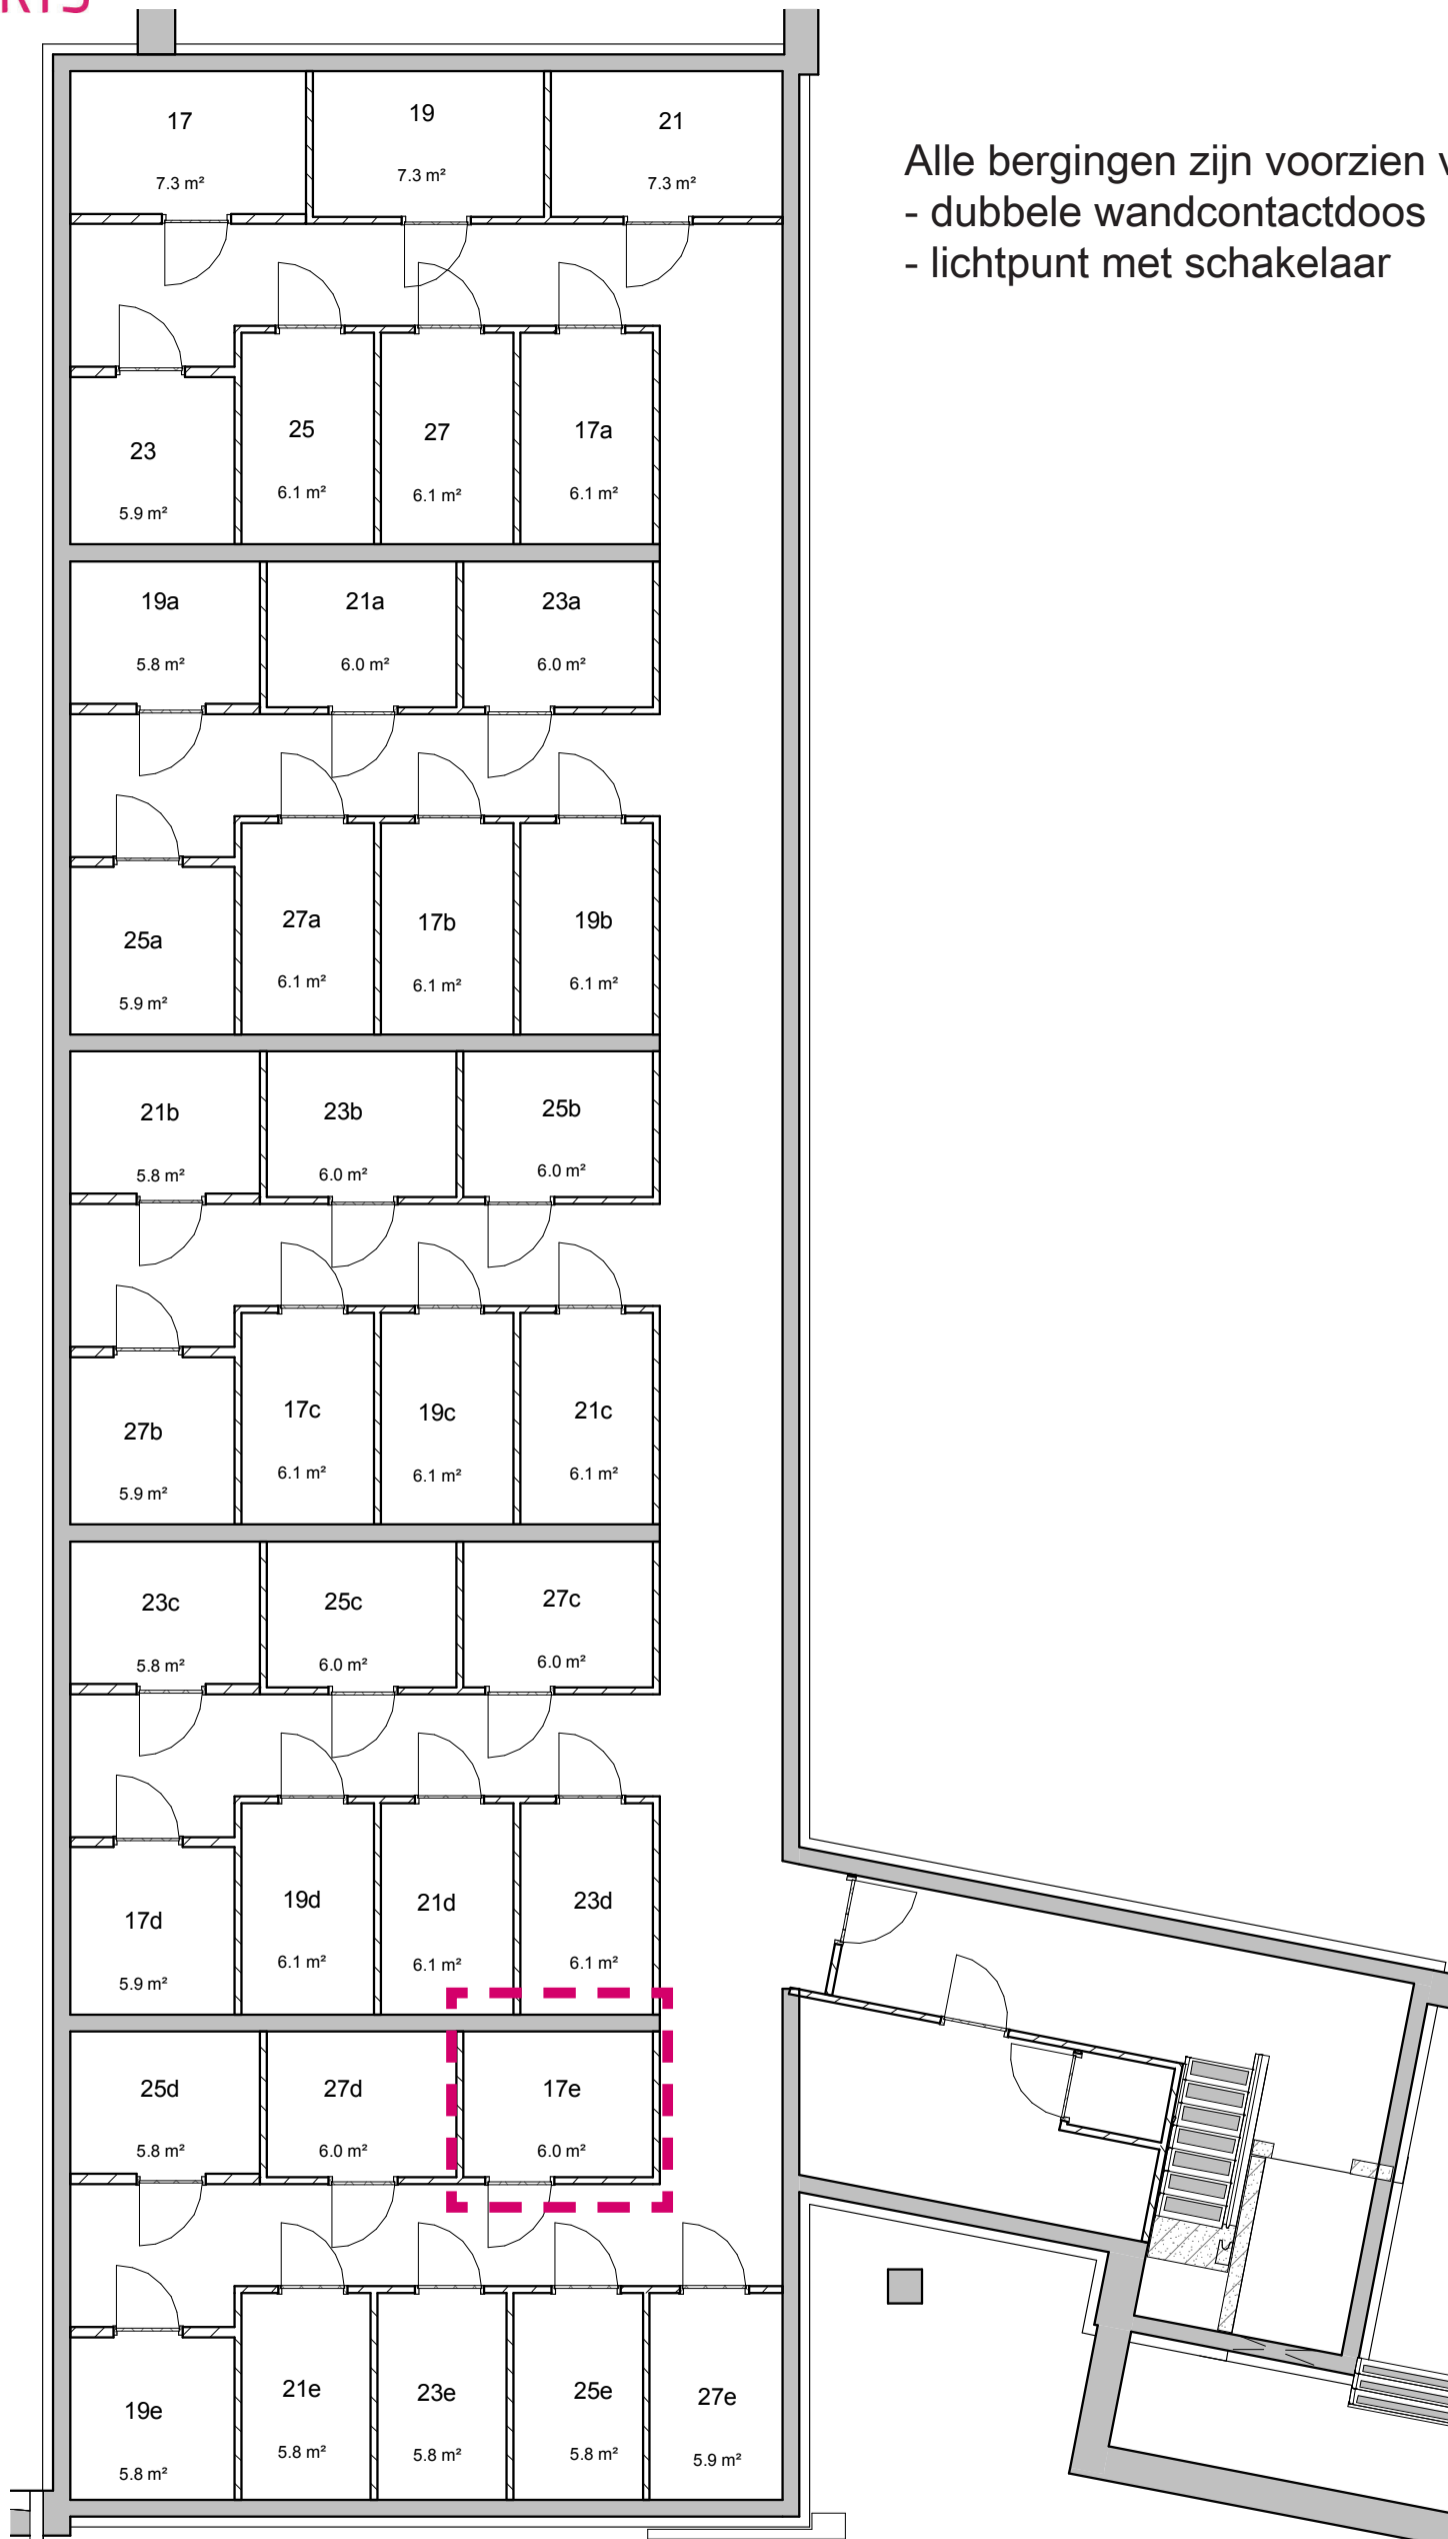 Alle bergingen zijn voorzien
- dubbele wandcontactdoos
- lichtpunt met schakelaar
17 19 21
7.3 m² 7.3 m² 7.3 m²
23 25 27 17a
5.9 m² 6.1 m² 6.1 m² 6.1 m²
19a 21a 23a
5.8 m² 6.0 m² 6.0 m²
25a 27a 17b 19b
5.9 m² 6.1 m² 6.1 m² 6.1 m²
21b 23b 25b
5.8 m² 6.0 m² 6.0 m²
27b 17c 19c 21c
5.9 m² 6.1 m² 6.1 m² 6.1 m²
23c 25c 27c
5.8 m² 6.0 m² 6.0 m²
17d 19d 21d 23d
5.9 m² 6.1 m² 6.1 m² 6.1 m²
25d 27d 17e
5.8 m² 6.0 m² 6.0 m²
19e 21e 23e 25e 27e
5.8 m² 5.8 m² 5.8 m² 5.8 m² 5.9 m²